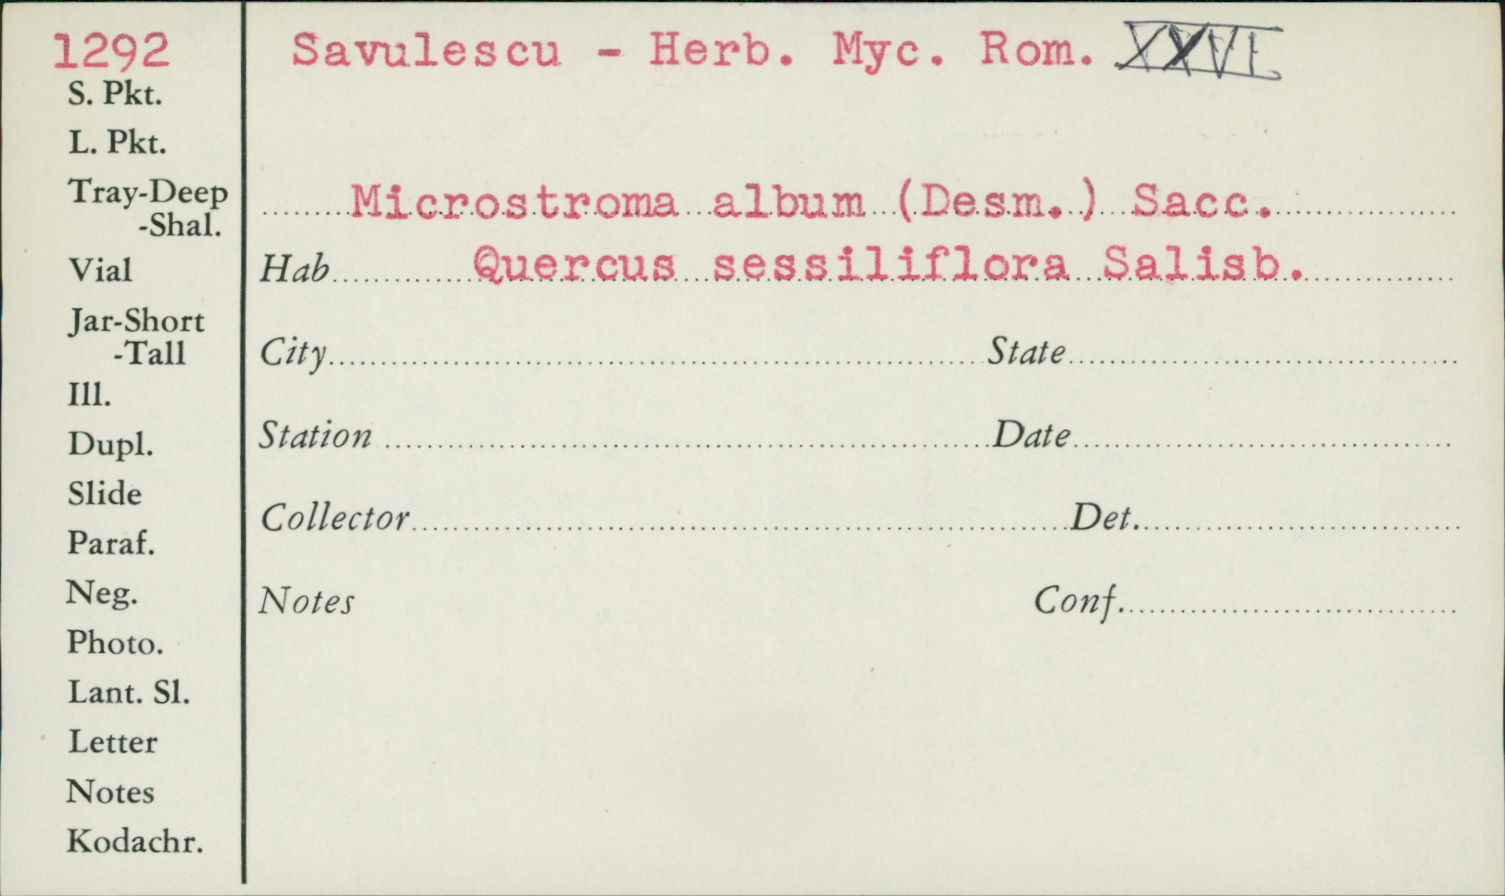 1292
S. Pkt.
L. Pkt.
Tray-Deep
-Shal.
Vial
Jar-Short
-Tall
Ill.
Dupl.
Slide
Paraf.
Neg.
Photo.
Lant. Sl.
Letter
Notes
Kodachr.
Savulescu - Herb. Myc. Rom. XXVI
Microstroma album (Desm.) Sacc.
Hab Quercus sessiliflora Salisb.
City State
Station Date
Collector Det.
Notes Conf.